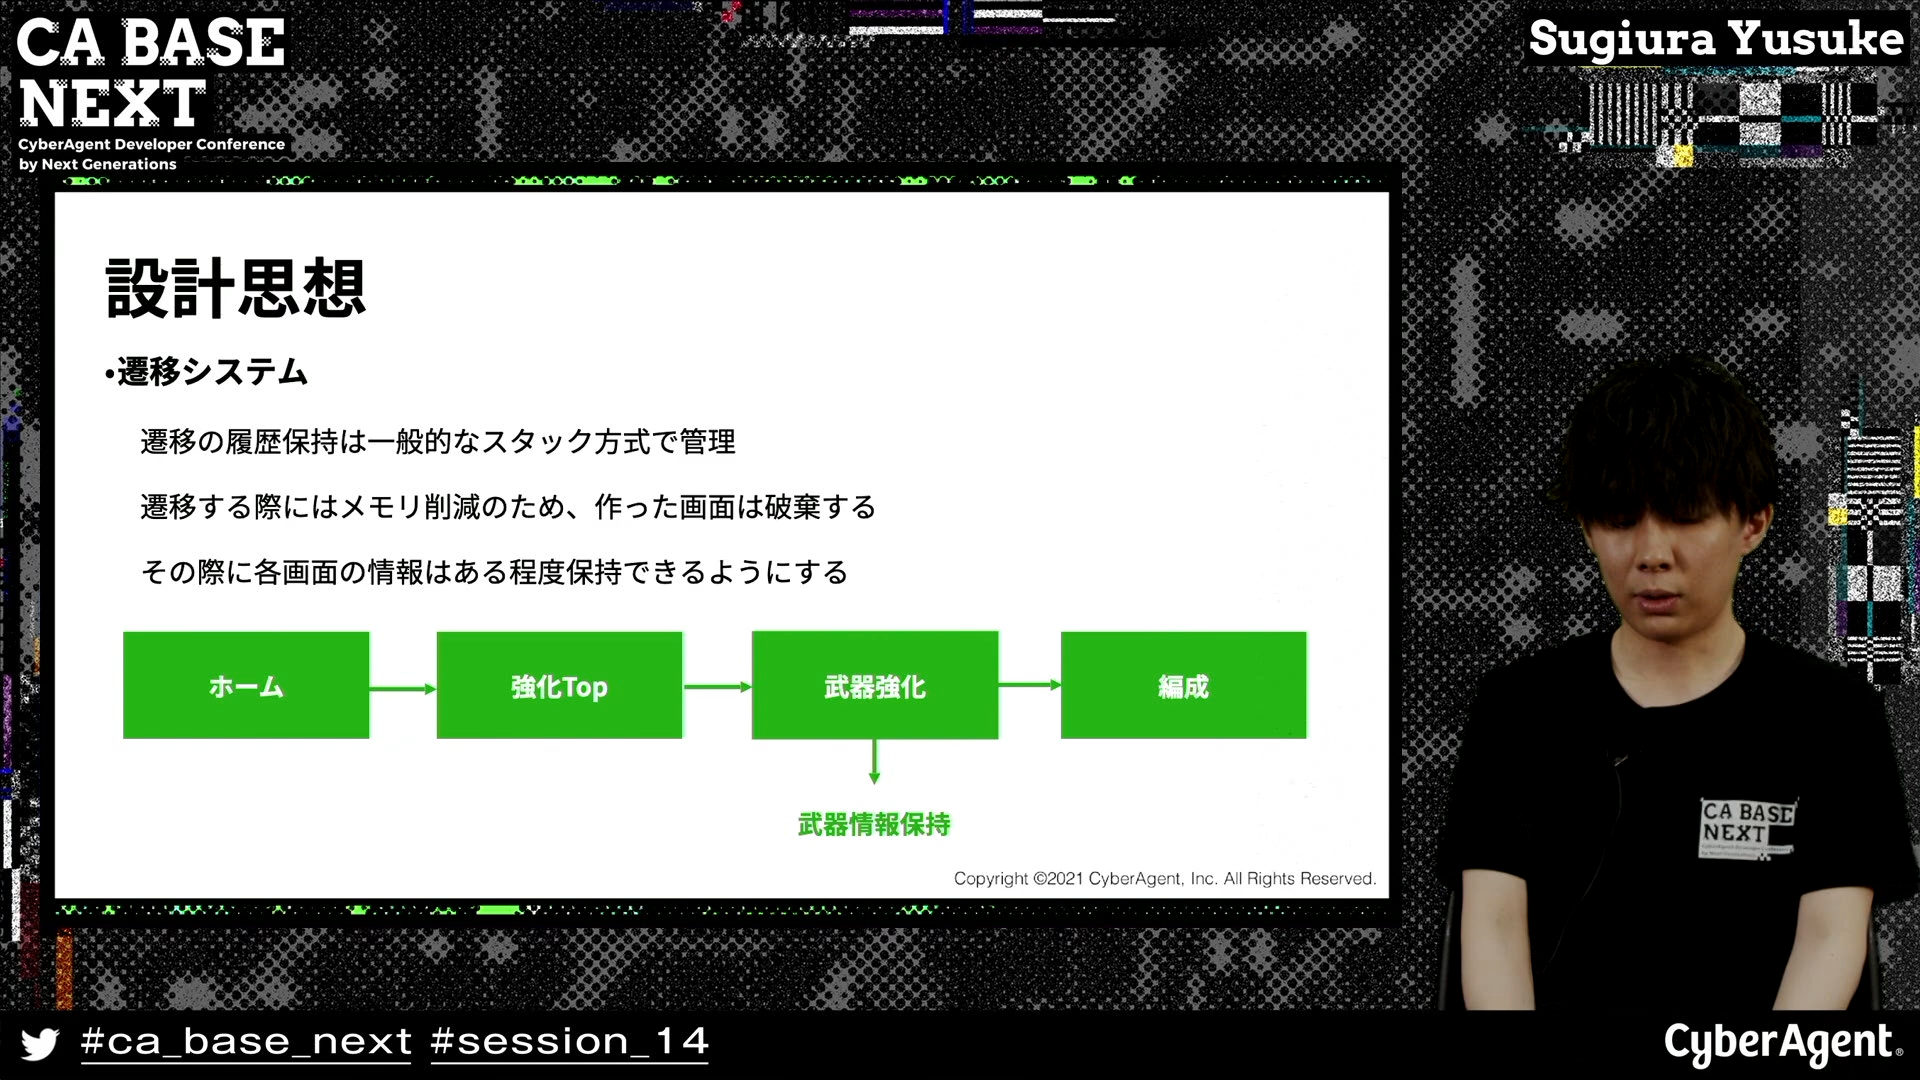 CA BASE
NEXT
CyberAgent Developer Conference
by Next Generations
Sugiura Yusuke
設計思想
•遷移システム
遷移の履歴保持は一般的なスタック方式で管理
遷移する際にはメモリ削減のため、作った画面は破棄する
その際に各画面の情報はある程度保持できるようにする
ホーム
強化Top
武器強化
編成
武器情報保持
Copyright ©2021 CyberAgent, Inc. All Rights Reserved.
CA BASE
NEXT
#ca_base_next #session_14
CyberAgent®